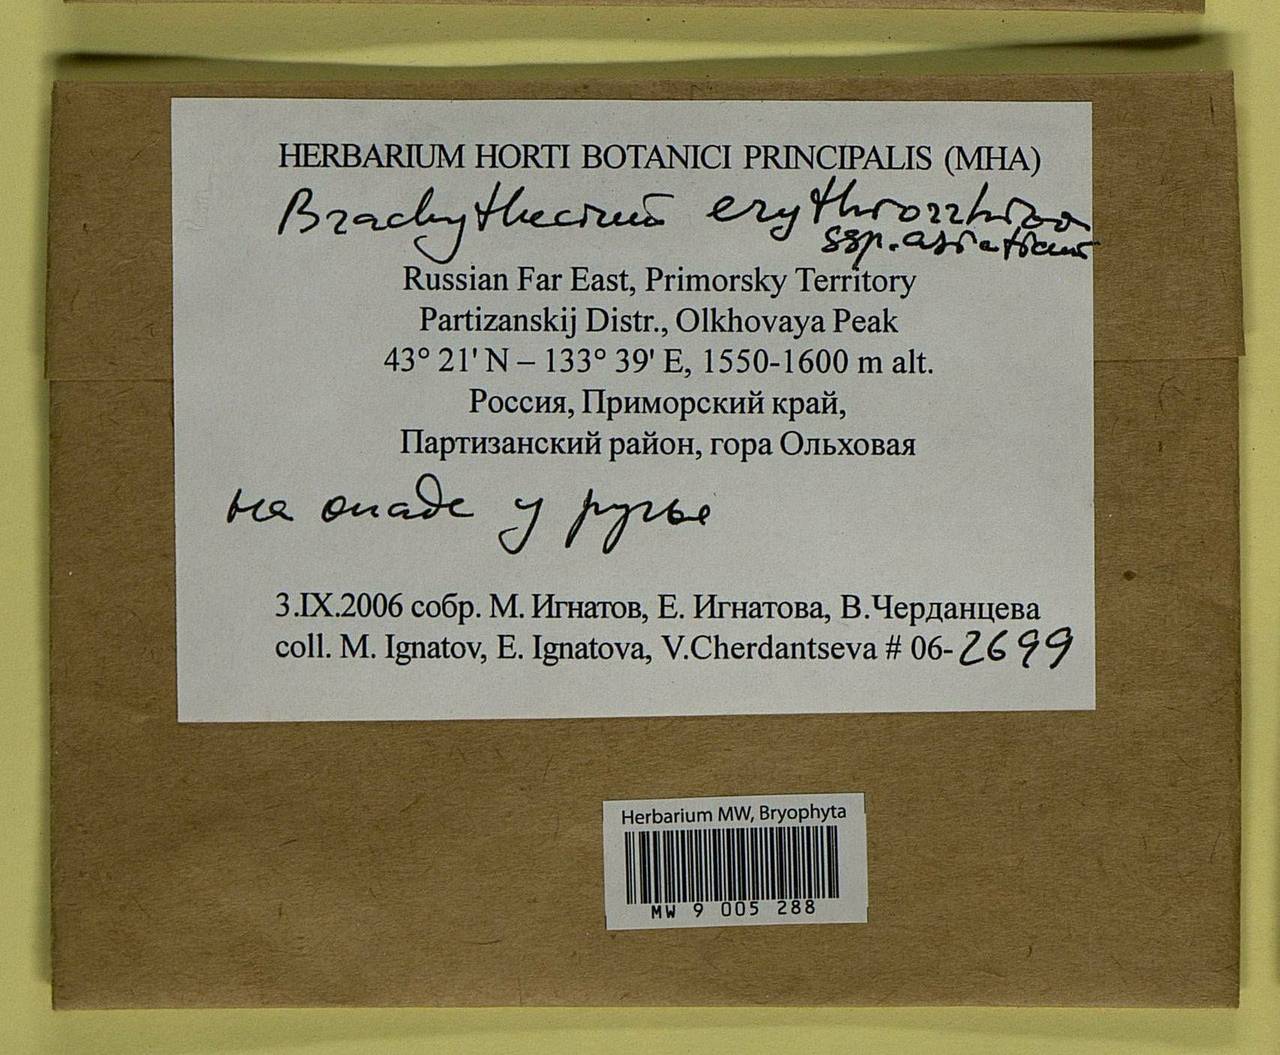 HERBARIUM HORTI BOTANICI PRINCIPALIS (MHA)
Brachythecium erythrorrhizon
ssp. asiaticum
Russian Far East, Primorsky Territory
Partizanskij Distr., Olkhovaya Peak
43° 21' N – 133° 39' E, 1550-1600 m alt.
Россия, Приморский край,
Партизанский район, гора Ольховая
на опаде у ручья
3.IX.2006 собр. М. Игнатов, Е. Игнатова, В.Черданцева
coll. M. Ignatov, E. Ignatova, V.Cherdantseva # 06-2699
Herbarium MW, Bryophyta
MW 9 005 288